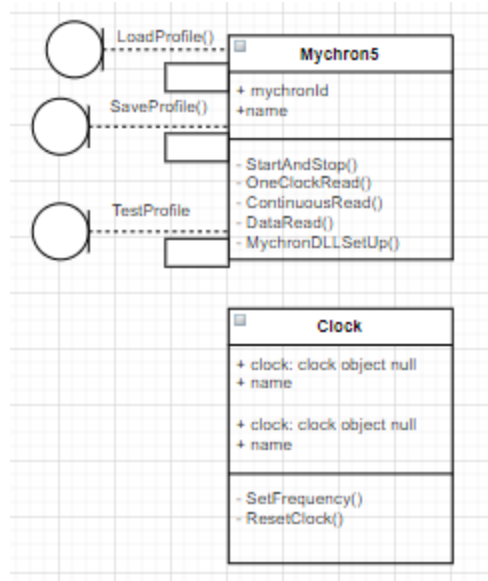 LoadProfile()
Mychron5
+ mychronId
+name
SaveProfile()
- StartAndStop()
- OneClockRead()
- ContinuousRead()
- DataRead()
- MychronDLLSetUp()
TestProfile
Clock
+ clock: clock object null
+ name
+ clock: clock object null
+ name
- SetFrequency()
- ResetClock()